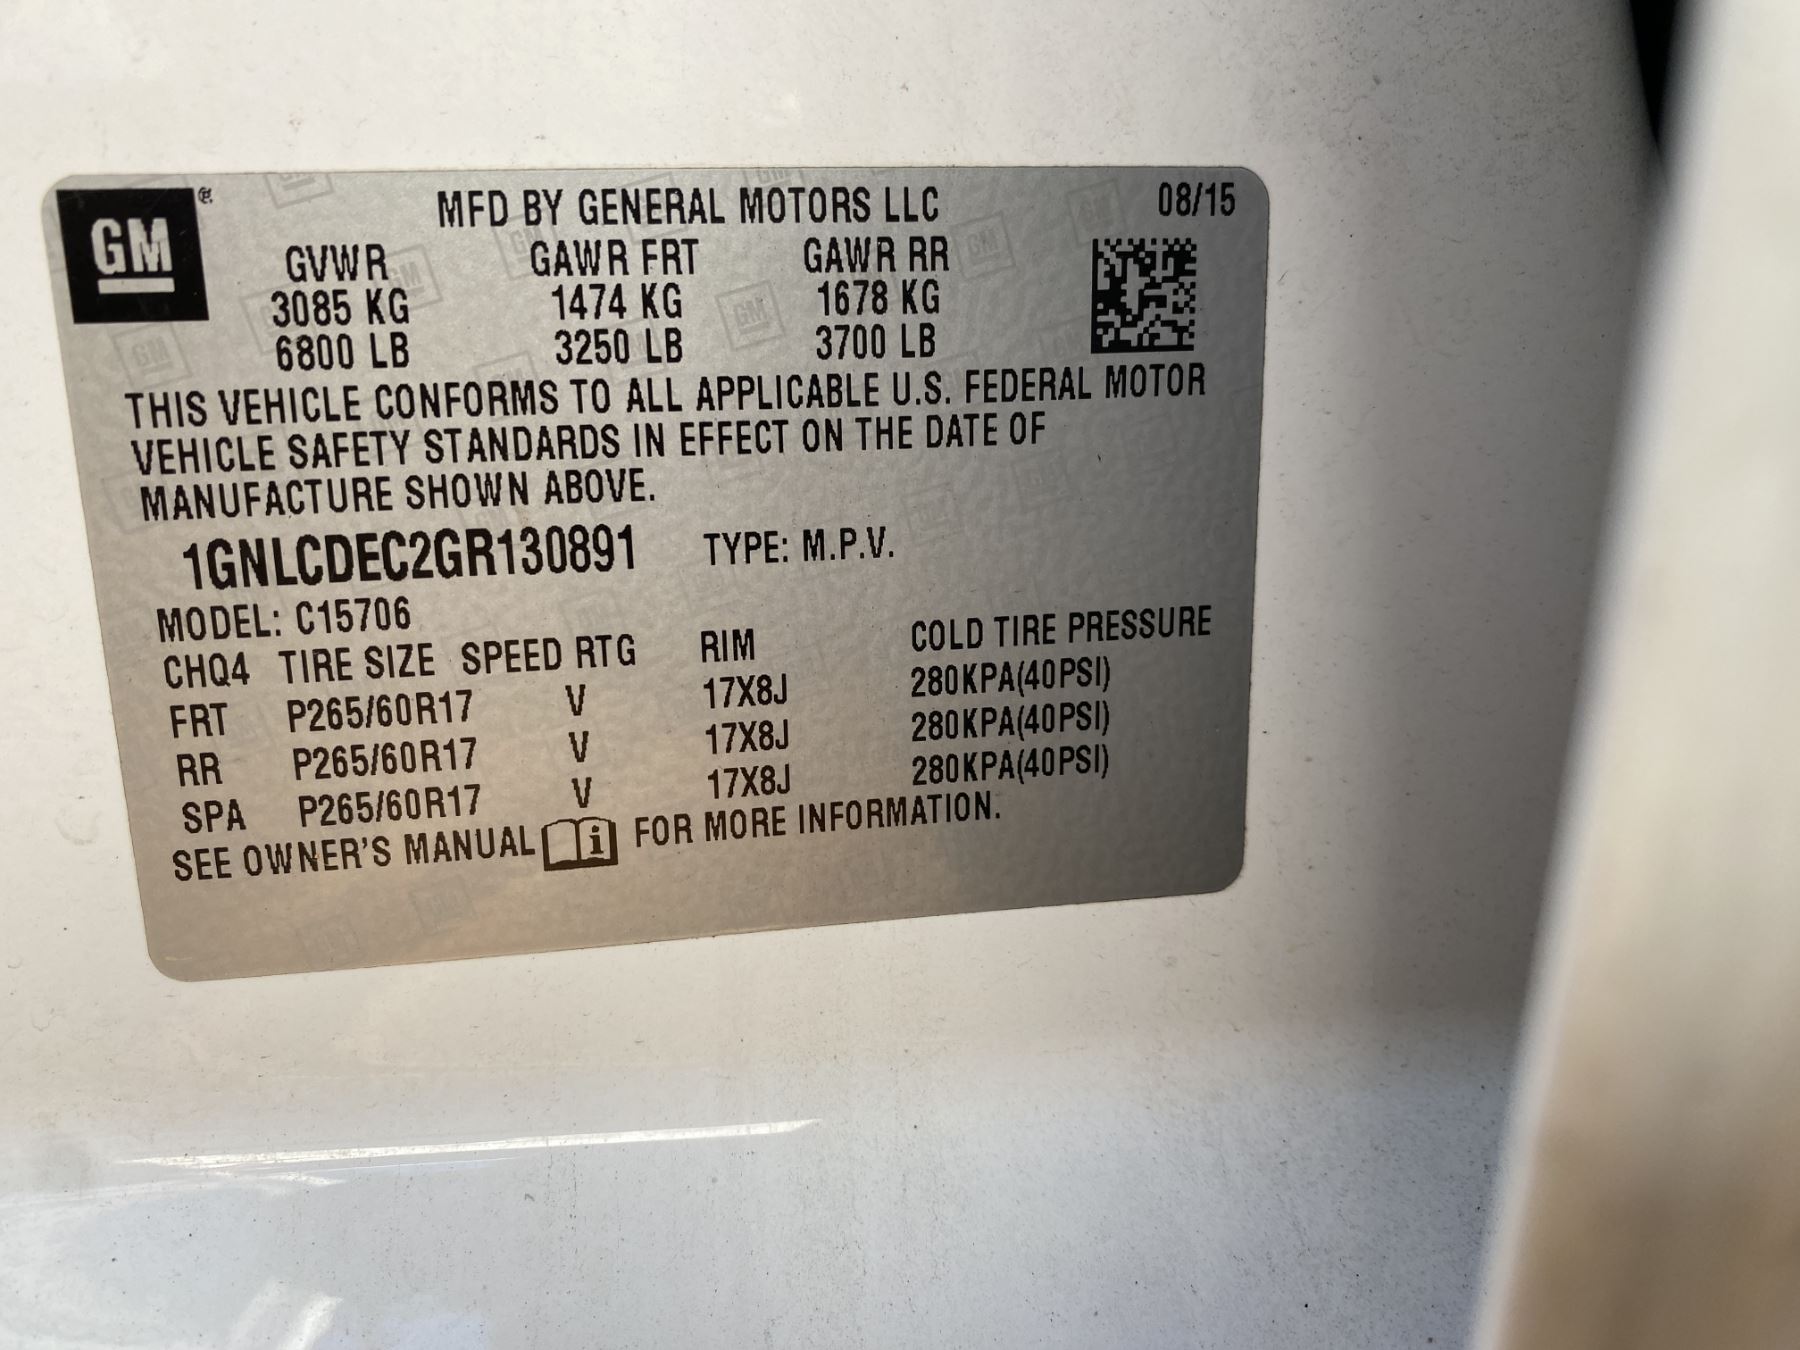 GM
MFD BY GENERAL MOTORS LLC 08/15
GVWR GAWR FRT GAWR RR
3085 KG 1474 KG 1678 KG
6800 LB 3250 LB 3700 LB
THIS VEHICLE CONFORMS TO ALL APPLICABLE U.S. FEDERAL MOTOR
VEHICLE SAFETY STANDARDS IN EFFECT ON THE DATE OF
MANUFACTURE SHOWN ABOVE.
1GNLCDEC2GR130891 TYPE: M.P.V.
MODEL: C15706
CHQ4 TIRE SIZE SPEED RTG RIM COLD TIRE PRESSURE
FRT P265/60R17 V 17X8J 280KPA(40PSI)
RR P265/60R17 V 17X8J 280KPA(40PSI)
SPA P265/60R17 V 17X8J 280KPA(40PSI)
SEE OWNER'S MANUAL i FOR MORE INFORMATION.